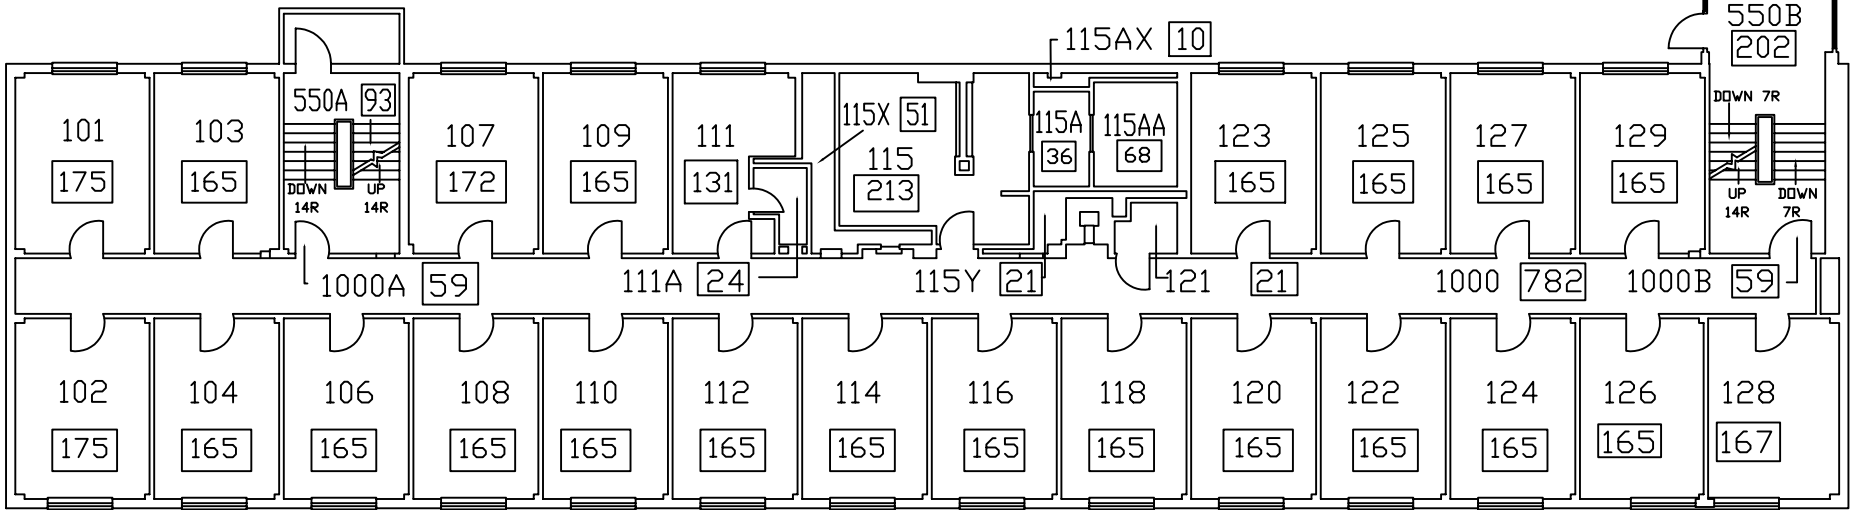 550B
202
115AX 10
550A 93
DOWN 7R
101
175
103
165
107
172
109
165
111
131
115X 51
115
213
115A
36
115AA
68
123
165
125
165
127
165
129
165
DOWN
14R
UP
14R
UP
14R
DOWN
7R
1000A 59
111A 24
115Y 21
121 21
1000 782
1000B 59
102
175
104
165
106
165
108
165
110
165
112
165
114
165
116
165
118
165
120
165
122
165
124
165
126
165
128
167